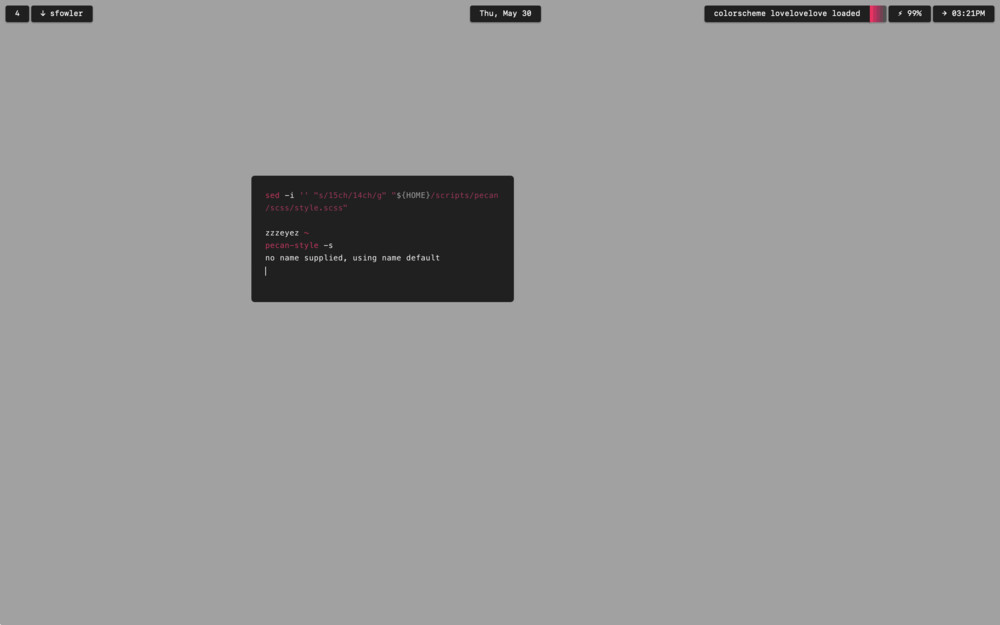 4
↓ sfowler
Thu, May 30
colorscheme lovelovelove loaded
⚡ 99%
→ 03:21PM
sed -i '' "s/15ch/14ch/g" "${HOME}/scripts/pecan
/scss/style.scss"
zzzeyez ~
pecan-style -s
no name supplied, using name default